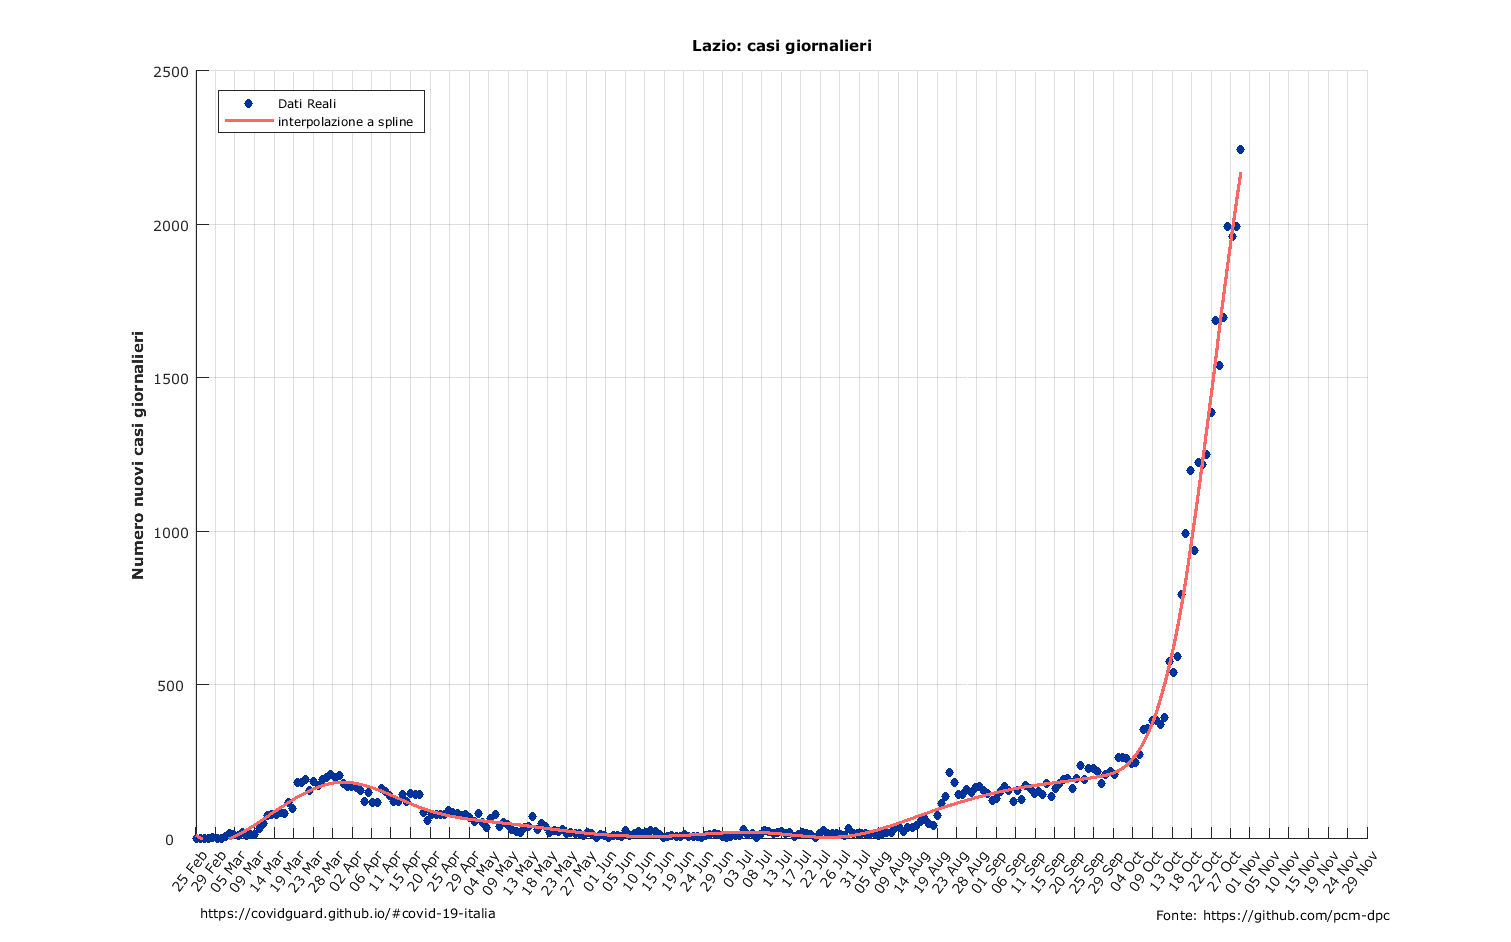 Lazio: casi giornalieri
2500
Dati Reali
interpolazione a spline
2000
1500
1000
500
0
Numero nuovi casi giornalieri
25 Feb
29 Feb
05 Mar
09 Mar
14 Mar
19 Mar
23 Mar
28 Mar
02 Apr
06 Apr
11 Apr
15 Apr
20 Apr
25 Apr
29 Apr
04 May
09 May
13 May
18 May
23 May
27 May
01 Jun
05 Jun
10 Jun
15 Jun
19 Jun
24 Jun
29 Jun
03 Jul
08 Jul
13 Jul
17 Jul
22 Jul
26 Jul
31 Jul
05 Aug
09 Aug
14 Aug
19 Aug
23 Aug
28 Aug
01 Sep
06 Sep
11 Sep
15 Sep
20 Sep
25 Sep
29 Sep
04 Oct
09 Oct
13 Oct
18 Oct
22 Oct
27 Oct
01 Nov
05 Nov
10 Nov
15 Nov
19 Nov
24 Nov
29 Nov
https://covidguard.github.io/#covid-19-italia
Fonte: https://github.com/pcm-dpc